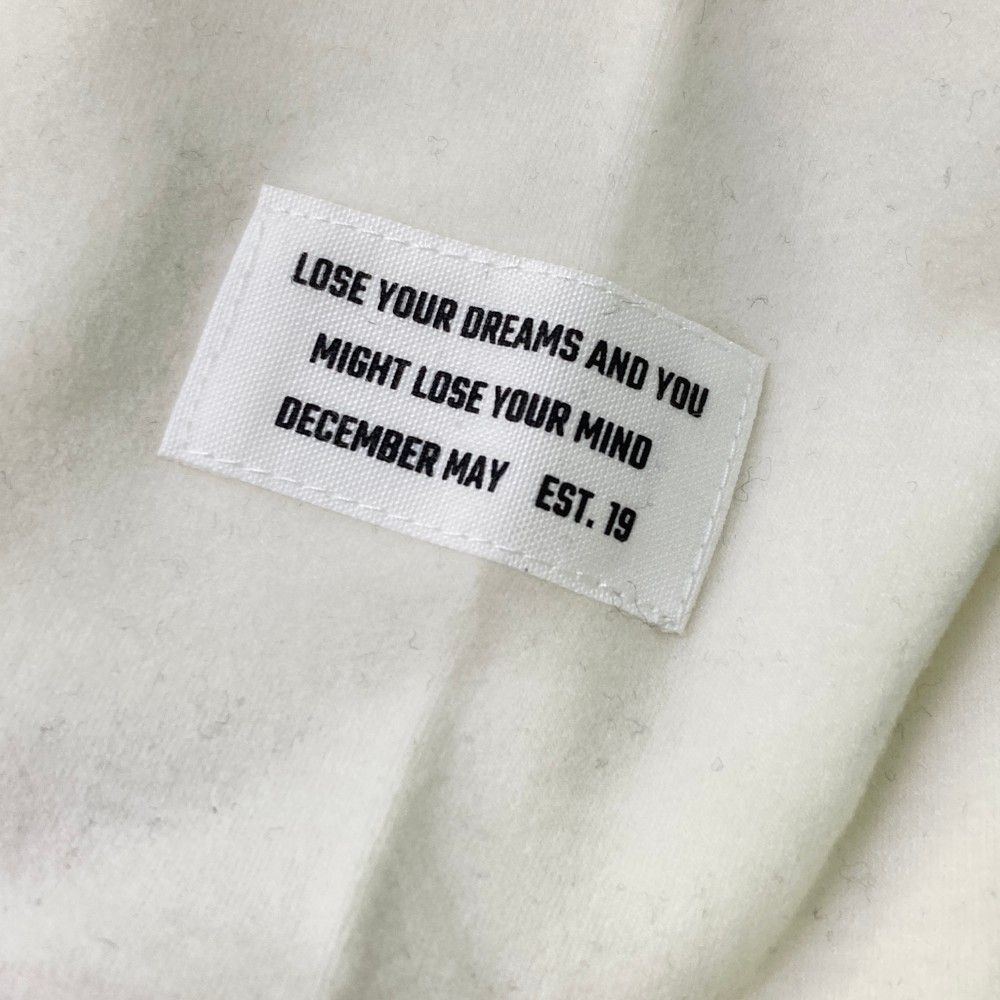 LOSE YOUR DREAMS AND YOU
MIGHT LOSE YOUR MIND
DECEMBER MAY EST. 19